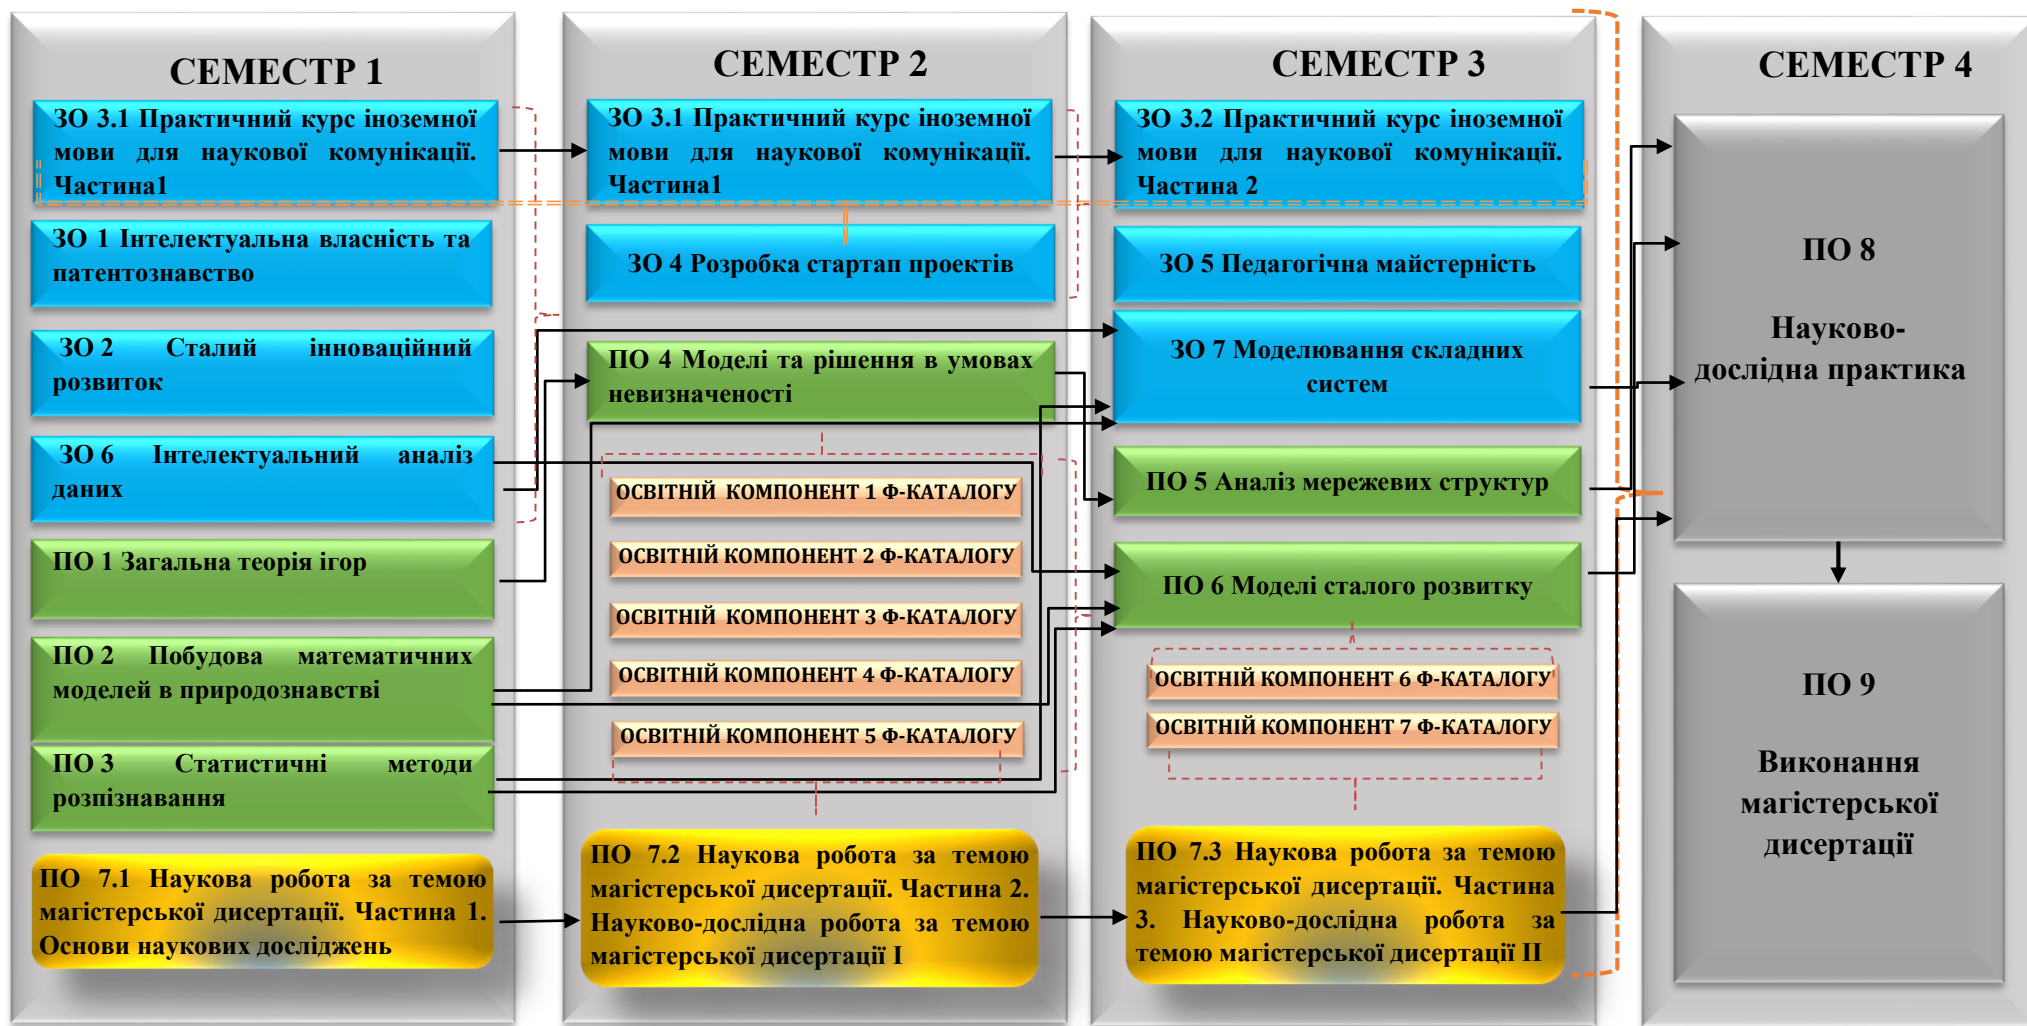 СЕМЕСТР 1
ЗО 3.1 Практичний курс іноземної
мови для наукової комунікації.
Частина1
ЗО 1 Інтелектуальна власність та
патентознавство
ЗО 2 Сталий інноваційний
розвиток
ЗО 6 Інтелектуальний аналіз
даних
ПО 1 Загальна теорія ігор
ПО 2 Побудова математичних
моделей в природознавстві
ПО 3 Статистичні методи
розпізнавання
ПО 7.1 Наукова робота за темою
магістерської дисертації. Частина 1.
Основи наукових досліджень
СЕМЕСТР 2
ЗО 3.1 Практичний курс іноземної
мови для наукової комунікації.
Частина1
ЗО 4 Розробка стартап проектів
ПО 4 Моделі та рішення в умовах
невизначеності
ОСВІТНІЙ КОМПОНЕНТ 1 Ф-КАТАЛОГУ
ОСВІТНІЙ КОМПОНЕНТ 2 Ф-КАТАЛОГУ
ОСВІТНІЙ КОМПОНЕНТ 3 Ф-КАТАЛОГУ
ОСВІТНІЙ КОМПОНЕНТ 4 Ф-КАТАЛОГУ
ОСВІТНІЙ КОМПОНЕНТ 5 Ф-КАТАЛОГУ
ПО 7.2 Наукова робота за темою
магістерської дисертації. Частина 2.
Науково-дослідна робота за темою
магістерської дисертації І
СЕМЕСТР 3
ЗО 3.2 Практичний курс іноземної
мови для наукової комунікації.
Частина 2
ЗО 5 Педагогічна майстерність
ЗО 7 Моделювання складних
систем
ПО 5 Аналіз мережевих структур
ПО 6 Моделі сталого розвитку
ОСВІТНІЙ КОМПОНЕНТ 6 Ф-КАТАЛОГУ
ОСВІТНІЙ КОМПОНЕНТ 7 Ф-КАТАЛОГУ
ПО 7.3 Наукова робота за темою
магістерської дисертації. Частина
3. Науково-дослідна робота за
темою магістерської дисертації ІІ
СЕМЕСТР 4
ПО 8
Науково-
дослідна практика
ПО 9
Виконання
магістерської
дисертації